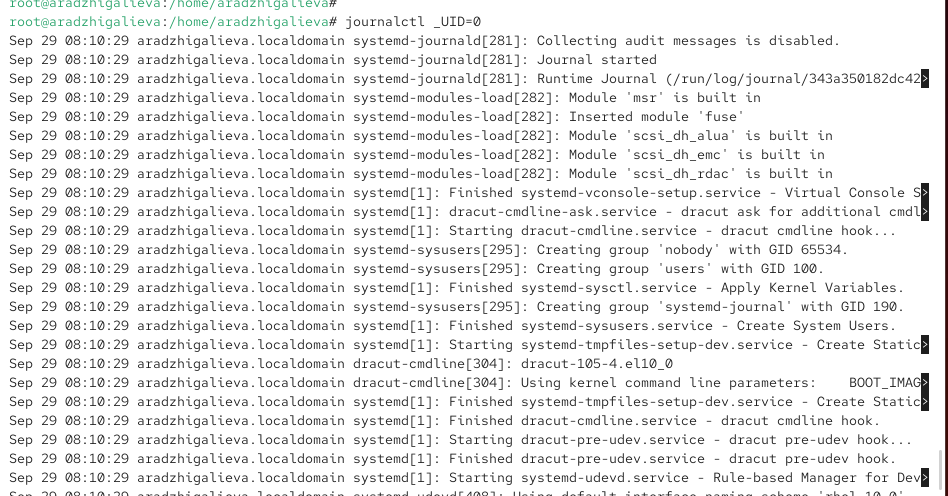 root@aradzhigalieva:/home/aradzhigalieva#
root@aradzhigalieva:/home/aradzhigalieva# journalctl _UID=0
Sep 29 08:10:29 aradzhigalieva.localdomain systemd-journald[281]: Collecting audit messages is disabled.
Sep 29 08:10:29 aradzhigalieva.localdomain systemd-journald[281]: Journal started
Sep 29 08:10:29 aradzhigalieva.localdomain systemd-journald[281]: Runtime Journal (/run/log/journal/343a350182dc42>
Sep 29 08:10:29 aradzhigalieva.localdomain systemd-modules-load[282]: Module 'msr' is built in
Sep 29 08:10:29 aradzhigalieva.localdomain systemd-modules-load[282]: Inserted module 'fuse'
Sep 29 08:10:29 aradzhigalieva.localdomain systemd-modules-load[282]: Module 'scsi_dh_alua' is built in
Sep 29 08:10:29 aradzhigalieva.localdomain systemd-modules-load[282]: Module 'scsi_dh_emc' is built in
Sep 29 08:10:29 aradzhigalieva.localdomain systemd-modules-load[282]: Module 'scsi_dh_rdac' is built in
Sep 29 08:10:29 aradzhigalieva.localdomain systemd[1]: Finished systemd-vconsole-setup.service - Virtual Console S>
Sep 29 08:10:29 aradzhigalieva.localdomain systemd[1]: dracut-cmdline-ask.service - dracut ask for additional cmdl>
Sep 29 08:10:29 aradzhigalieva.localdomain systemd[1]: Starting dracut-cmdline.service - dracut cmdline hook...
Sep 29 08:10:29 aradzhigalieva.localdomain systemd-sysusers[295]: Creating group 'nobody' with GID 65534.
Sep 29 08:10:29 aradzhigalieva.localdomain systemd-sysusers[295]: Creating group 'users' with GID 100.
Sep 29 08:10:29 aradzhigalieva.localdomain systemd[1]: Finished systemd-sysctl.service - Apply Kernel Variables.
Sep 29 08:10:29 aradzhigalieva.localdomain systemd-sysusers[295]: Creating group 'systemd-journal' with GID 190.
Sep 29 08:10:29 aradzhigalieva.localdomain systemd[1]: Finished systemd-sysusers.service - Create System Users.
Sep 29 08:10:29 aradzhigalieva.localdomain systemd[1]: Starting systemd-tmpfiles-setup-dev.service - Create Static>
Sep 29 08:10:29 aradzhigalieva.localdomain dracut-cmdline[304]: dracut-105-4.el10_0
Sep 29 08:10:29 aradzhigalieva.localdomain dracut-cmdline[304]: Using kernel command line parameters:    BOOT_IMAG>
Sep 29 08:10:29 aradzhigalieva.localdomain systemd[1]: Finished systemd-tmpfiles-setup-dev.service - Create Static>
Sep 29 08:10:29 aradzhigalieva.localdomain systemd[1]: Finished dracut-cmdline.service - dracut cmdline hook.
Sep 29 08:10:29 aradzhigalieva.localdomain systemd[1]: Starting dracut-pre-udev.service - dracut pre-udev hook...
Sep 29 08:10:29 aradzhigalieva.localdomain systemd[1]: Finished dracut-pre-udev.service - dracut pre-udev hook.
Sep 29 08:10:29 aradzhigalieva.localdomain systemd[1]: Starting systemd-udevd.service - Rule-based Manager for Dev>
Sep 29 08:10:29 aradzhigalieva.localdomain systemd-udevd[408]: Using default interface naming scheme 'rhel-10.0'